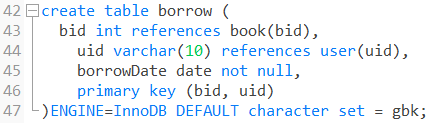 42 create table borrow (
43 bid int references book(bid),
44 uid varchar(10) references user(uid),
45 borrowDate date not null,
46 primary key (bid, uid)
47 )ENGINE=InnoDB DEFAULT character set = gbk;